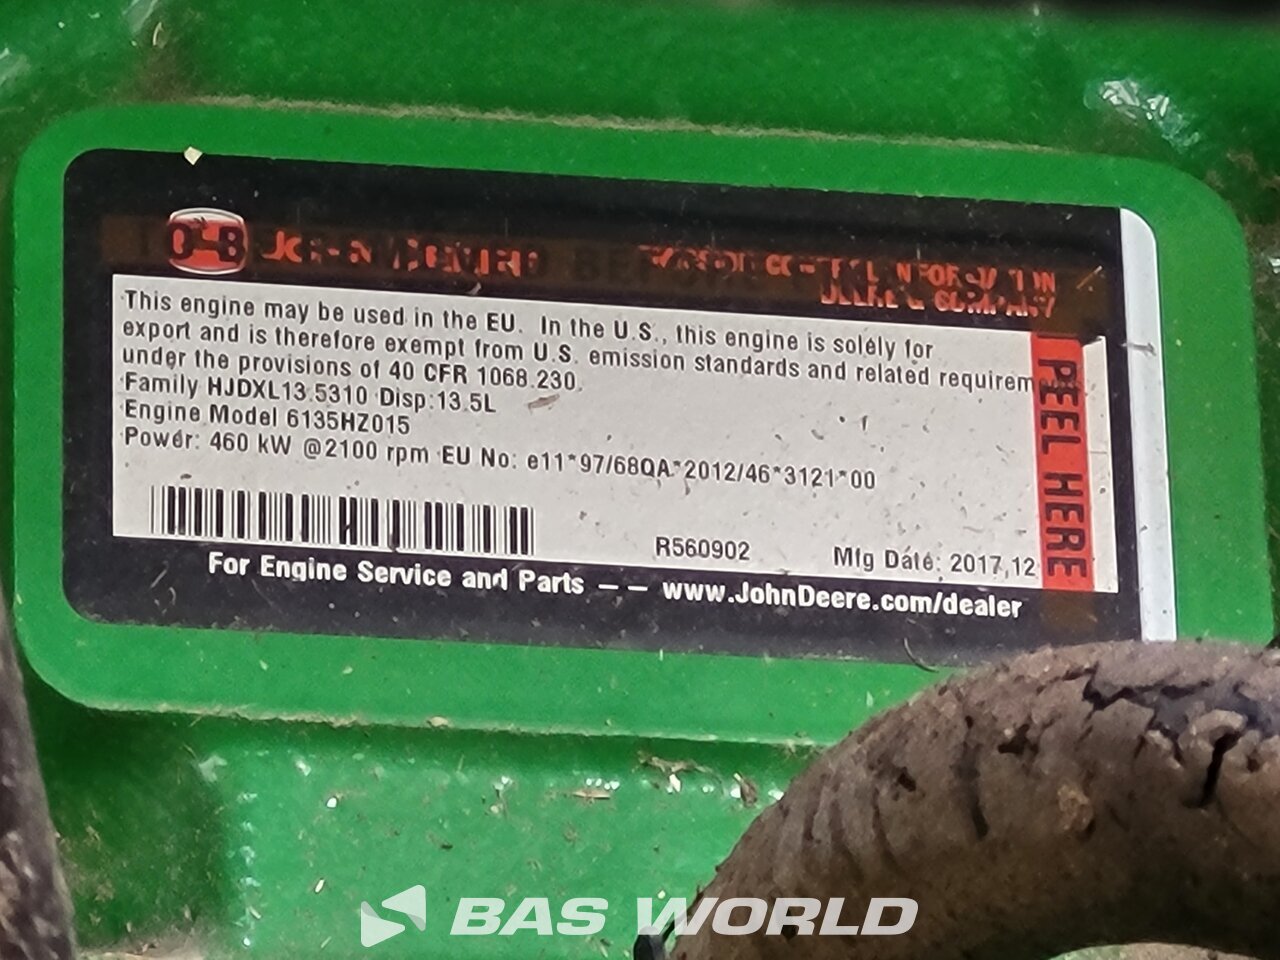 This engine may be used in the EU. In the U.S., this engine is solely for
export and is therefore exempt from U.S. emission standards and related requirem
under the provisions of 40 CFR 1068.230.
Family HJDXL13.5310 Disp:13.5L
Engine Model 6135HZ015
Power: 460 kW @2100 rpm EU No: e11*97/68QA*2012/46*3121*00
R560902 Mfg Date: 2017,12
PEEL HERE
For Engine Service and Parts – – www.JohnDeere.com/dealer
BAS WORLD